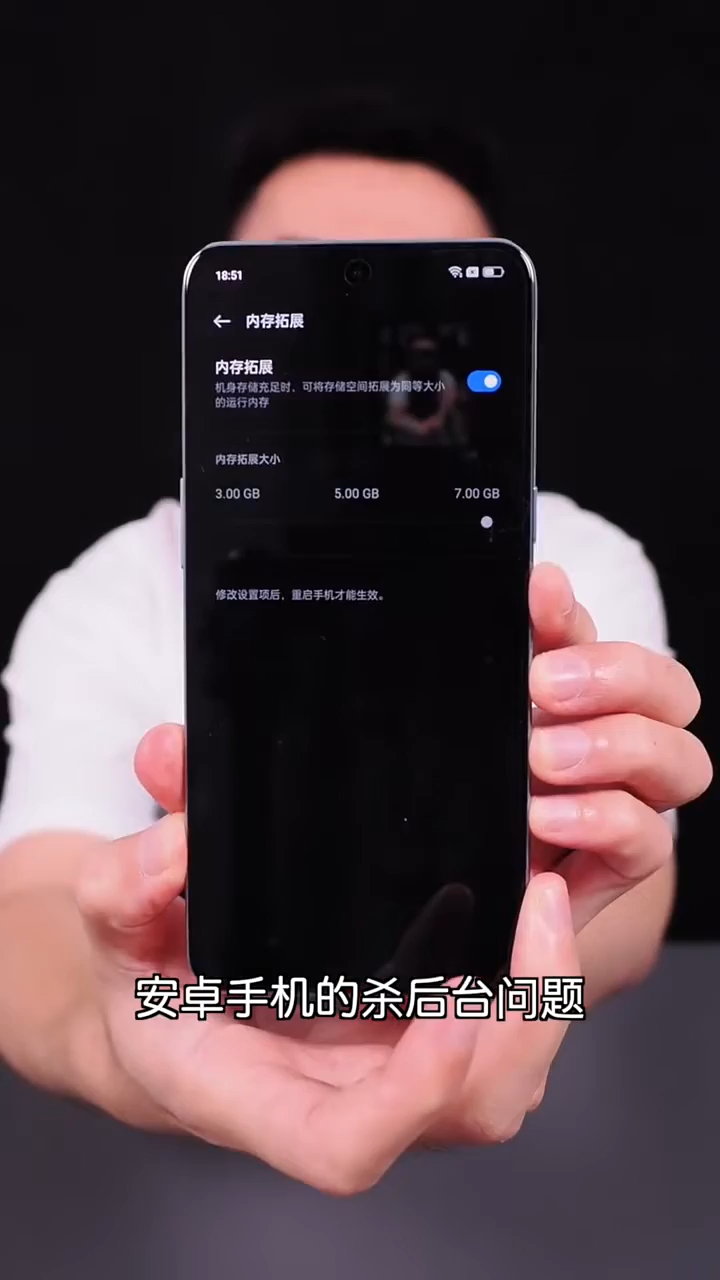 18:51
内存拓展
内存拓展
机身存储充足时，可将存储空间拓展为同等大小
的运行内存
内存拓展大小
3.00 GB 5.00 GB 7.00 GB
修改设置项后，重启手机才能生效。
安卓手机的杀后台问题